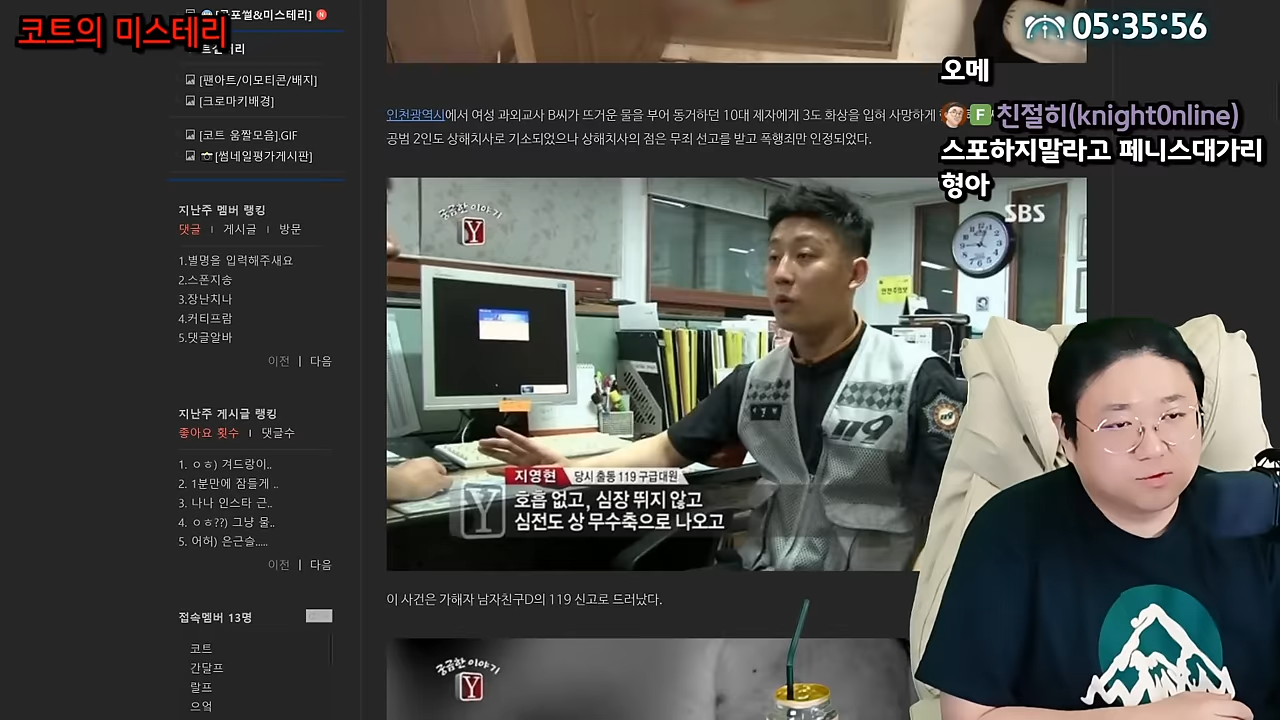 코트의 미스테리
[공포썰&미스테리]
[팬아트/이모티콘/배지]
[크로마키배경]
[코트 움짤모음].GIF
[썸네일평가게시판]
지난주 멤버 랭킹
댓글 ㅣ 게시글 ㅣ 방문
1.별명을 입력해주세요
2.스폰지송
3.장난치나
4.커티프람
5.댓글알바
이전 | 다음
지난주 게시글 랭킹
좋아요 횟수 ㅣ 댓글수
1. ㅇㅎ) 겨드랑이..
2. 1분만에 잠들게 ..
3. 나나 인스타 근..
4. ㅇㅎ??) 그냥 물..
5. 어허) 은근슬.....
이전 | 다음
접속멤버 13명
코트
간달프
랄프
으억
인천광역시에서 여성 과외교사 B씨가 뜨거운 물을 부어 동거하던 10대 제자에게 3도 화상을 입혀 사망하게
공범 2인도 상해치사로 기소되었으나 상해치사의 점은 무죄 선고를 받고 폭행죄만 인정되었다.
궁금한 이야기
Y
SBS
안전주의보
119
지영현 당시 출동 119 구급대원
Y 호흡 없고, 심장 뛰지 않고
심전도 상 무수축으로 나오고
이 사건은 가해자 남자친구D의 119 신고로 드러났다.
궁금한 이야기
Y
05:35:56
오메
F 친절히(knight0nline)
스포하지말라고 페니스대가리
형아